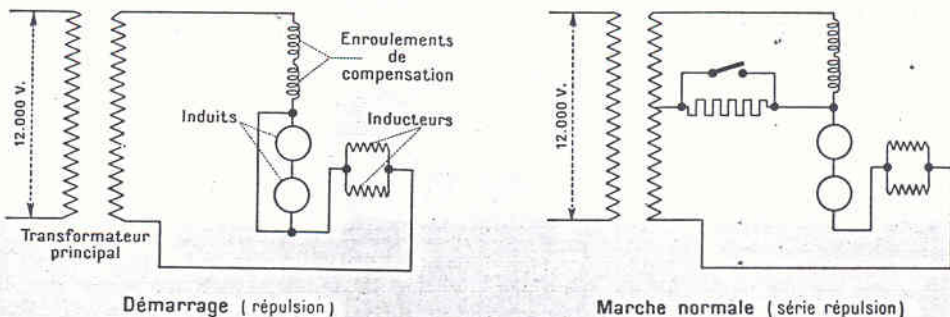 12.000 V.
Enroulements
de
compensation
Induits
Inducteurs
Transformateur
principal
Démarrage (répulsion)
12.000 V.
Marche normale (série répulsion)